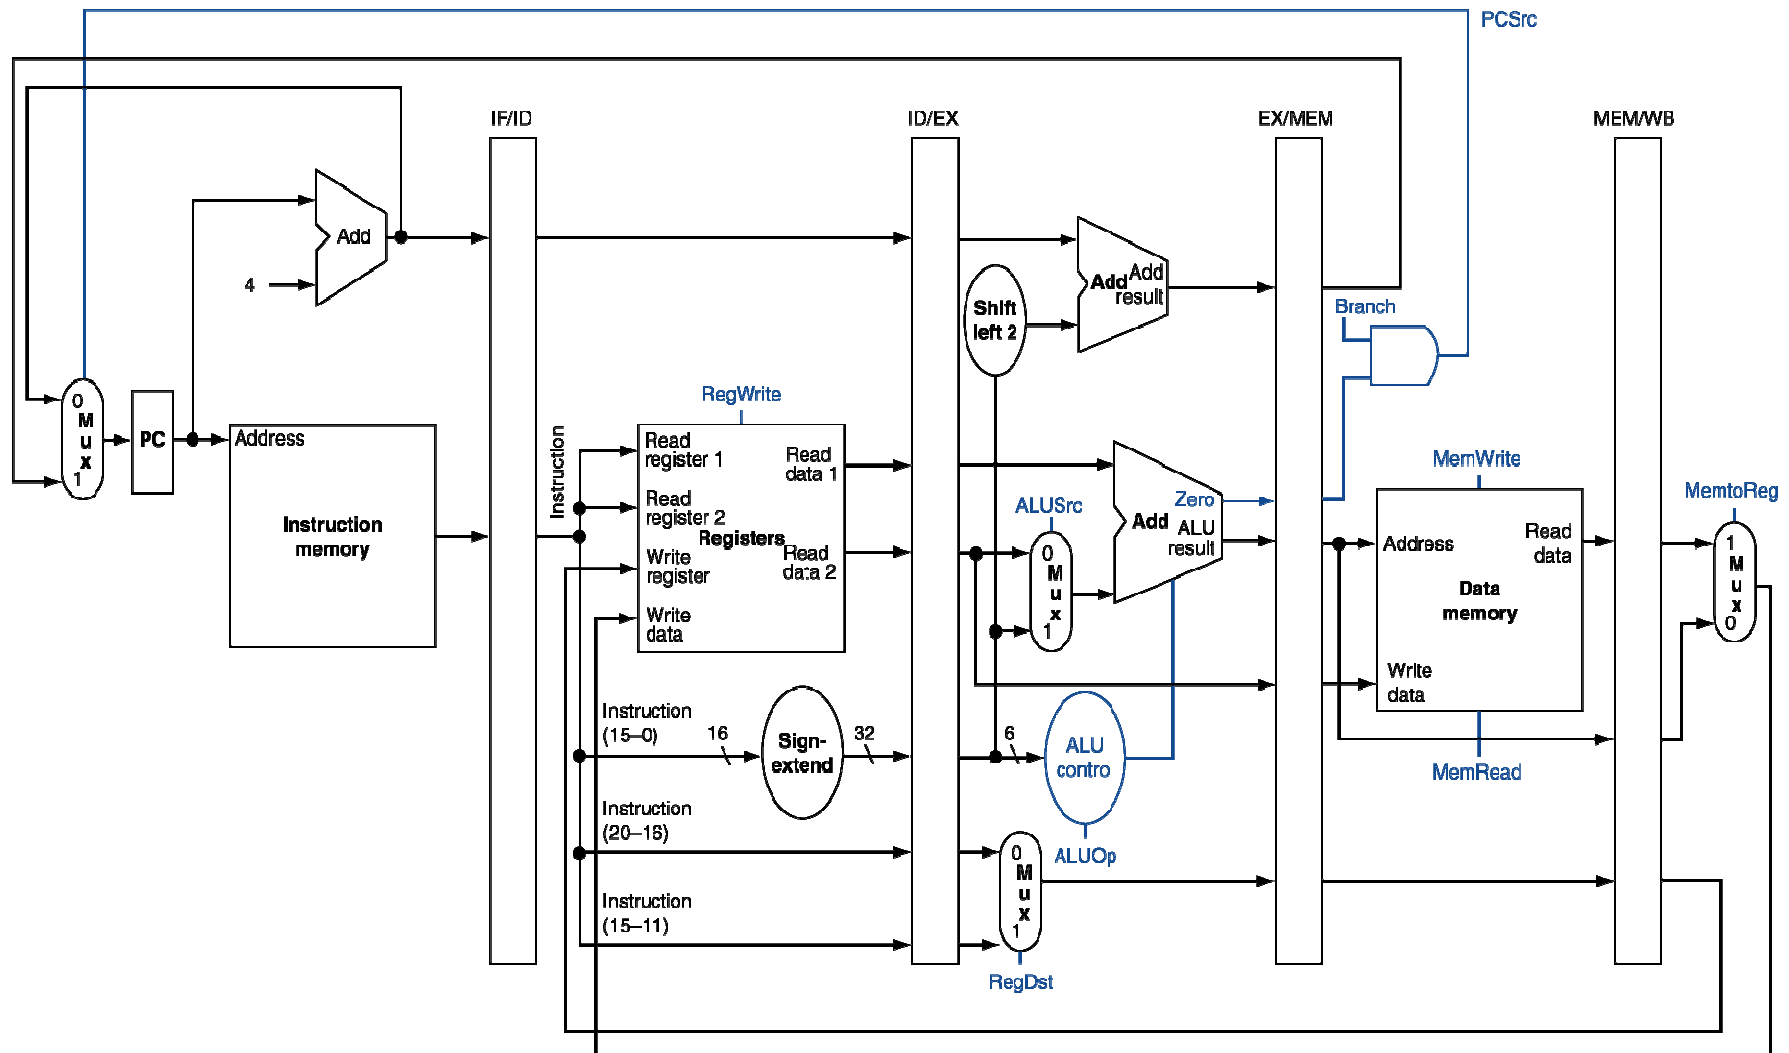 PCSrc
IF/ID
ID/EX
EX/MEM
MEM/WB
Add
4
Add Add
result
Shift
left 2
Branch
0
M
u
x
1
PC
Address
Instruction
memory
Instruction
RegWrite
Read
register 1
Read
data 1
Read
register 2
Registers
Write
register
Read
data 2
Write
data
ALUSrc
0
M
u
x
1
Zero
Add
ALU
result
MemWrite
Address
Read
data
Data
memory
Write
data
MemRead
MemtoReg
1
M
u
x
0
Instruction
(15–0)
16
Sign-
extend
32
6
ALU
contro
ALUOp
Instruction
(20–16)
Instruction
(15–11)
0
M
u
x
1
RegDst